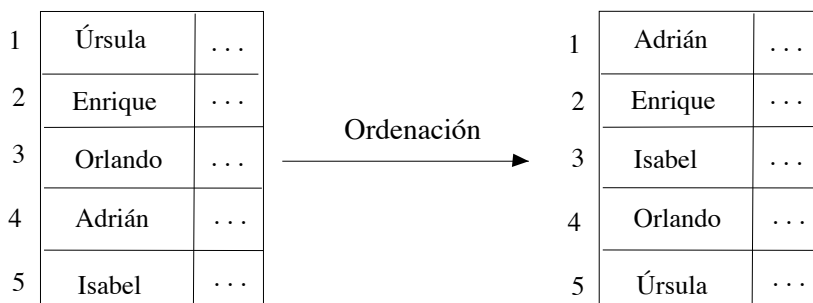 1 Úrsula ...
2 Enrique ...
3 Orlando ...
4 Adrián ...
5 Isabel ...
Ordenación
1 Adrián ...
2 Enrique ...
3 Isabel ...
4 Orlando ...
5 Úrsula ...